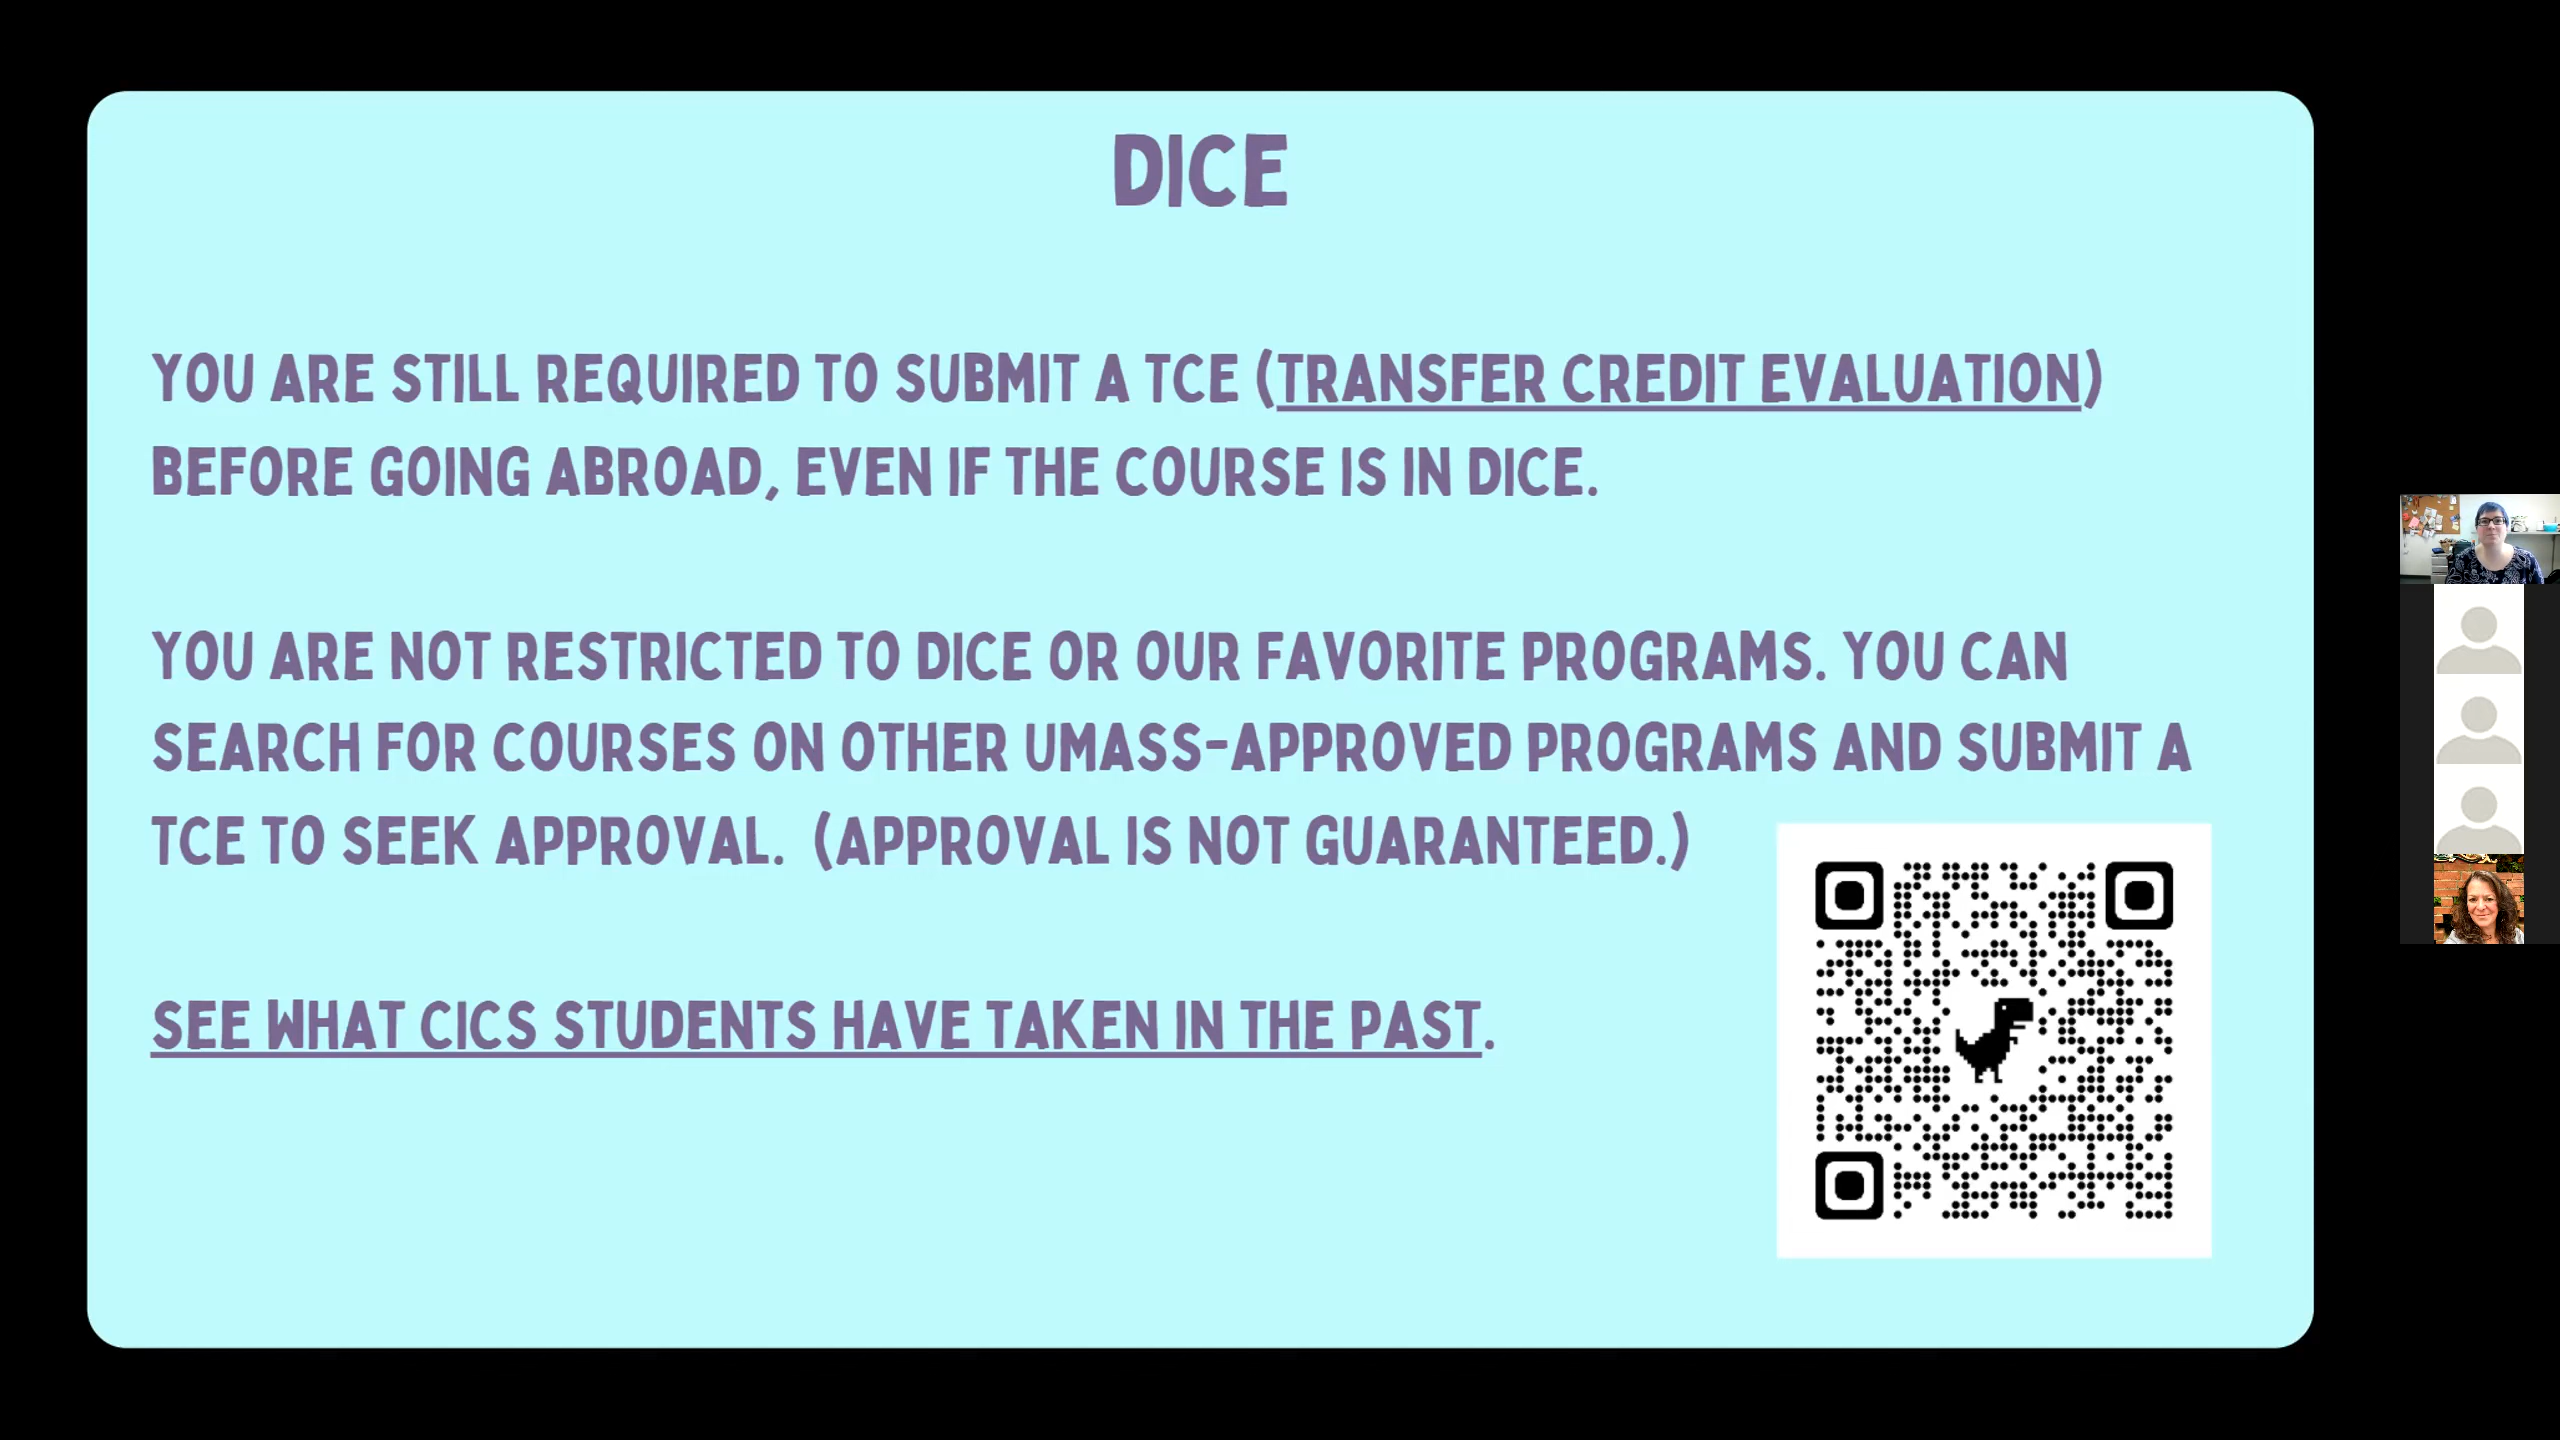 DICE
YOU ARE STILL REQUIRED TO SUBMIT A TCE (TRANSFER CREDIT EVALUATION)
BEFORE GOING ABROAD, EVEN IF THE COURSE IS IN DICE.
YOU ARE NOT RESTRICTED TO DICE OR OUR FAVORITE PROGRAMS. YOU CAN
SEARCH FOR COURSES ON OTHER UMASS-APPROVED PROGRAMS AND SUBMIT A
TCE TO SEEK APPROVAL. (APPROVAL IS NOT GUARANTEED.)
SEE WHAT CICS STUDENTS HAVE TAKEN IN THE PAST.